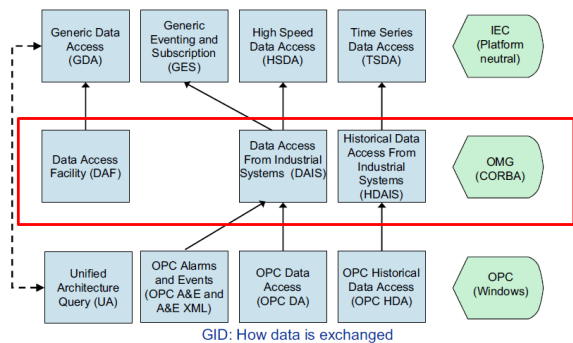 Generic Data
Access
(GDA)
Generic
Eventing and
Subscription
(GES)
High Speed
Data Access
(HSDA)
Time Series
Data Access
(TSDA)
IEC
(Platform
neutral)
Data Access
Facility (DAF)
Data Access
From Industrial
Systems (DAIS)
Historical Data
Access From
Industrial
Systems
(HDAIS)
OMG
(CORBA)
Unified
Architecture
Query (UA)
OPC Alarms
and Events
(OPC A&E and
A&E XML)
OPC Data
Access
(OPC DA)
OPC Historical
Data Access
(OPC HDA)
OPC
(Windows)
GID: How data is exchanged